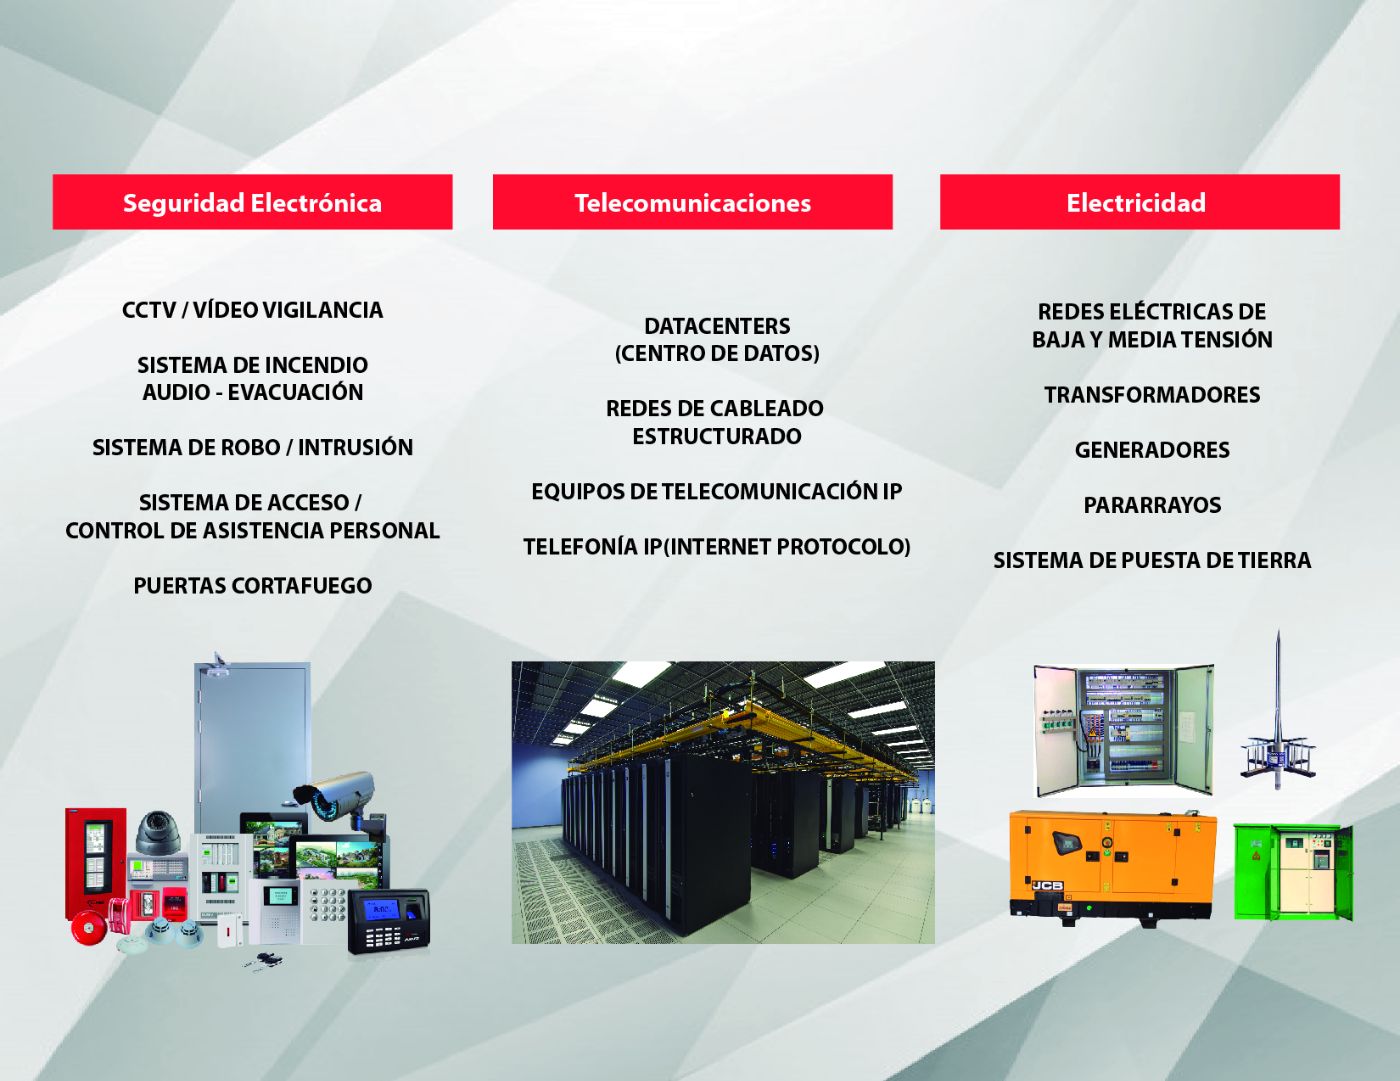 Seguridad Electrónica
CCTV / VÍDEO VIGILANCIA
SISTEMA DE INCENDIO
AUDIO - EVACUACIÓN
SISTEMA DE ROBO / INTRUSIÓN
SISTEMA DE ACCESO /
CONTROL DE ASISTENCIA PERSONAL
PUERTAS CORTAFUEGO
Telecomunicaciones
DATACENTERS
(CENTRO DE DATOS)
REDES DE CABLEADO
ESTRUCTURADO
EQUIPOS DE TELECOMUNICACIÓN IP
TELEFONÍA IP(INTERNET PROTOCOLO)
Electricidad
REDES ELÉCTRICAS DE
BAJA Y MEDIA TENSIÓN
TRANSFORMADORES
GENERADORES
PARARRAYOS
SISTEMA DE PUESTA DE TIERRA
JCB